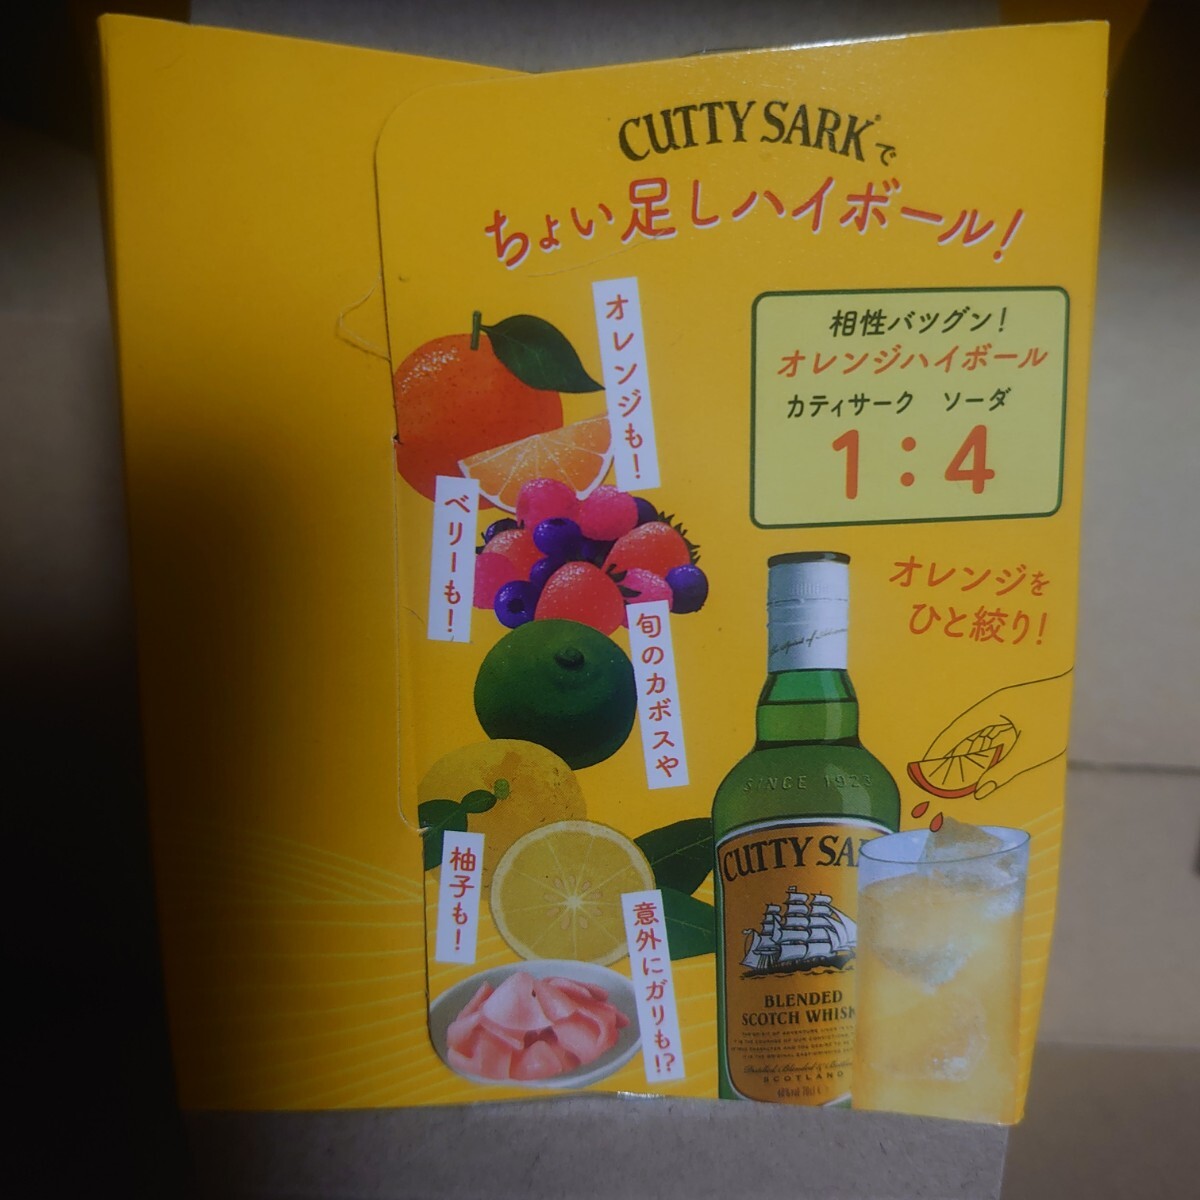 CUTTY SARKで
ちょい足しハイボール!
オレンジも!
相性バツグン!
オレンジハイボール
カティサーク ソーダ
1:4
ベリーも!
オレンジを
ひと絞り!
旬のカボスや
柚子も!
意外にガリも!?
SINCE 1923
CUTTY SA
BLENDED
SCOTCH WHISK
SCOTLAND